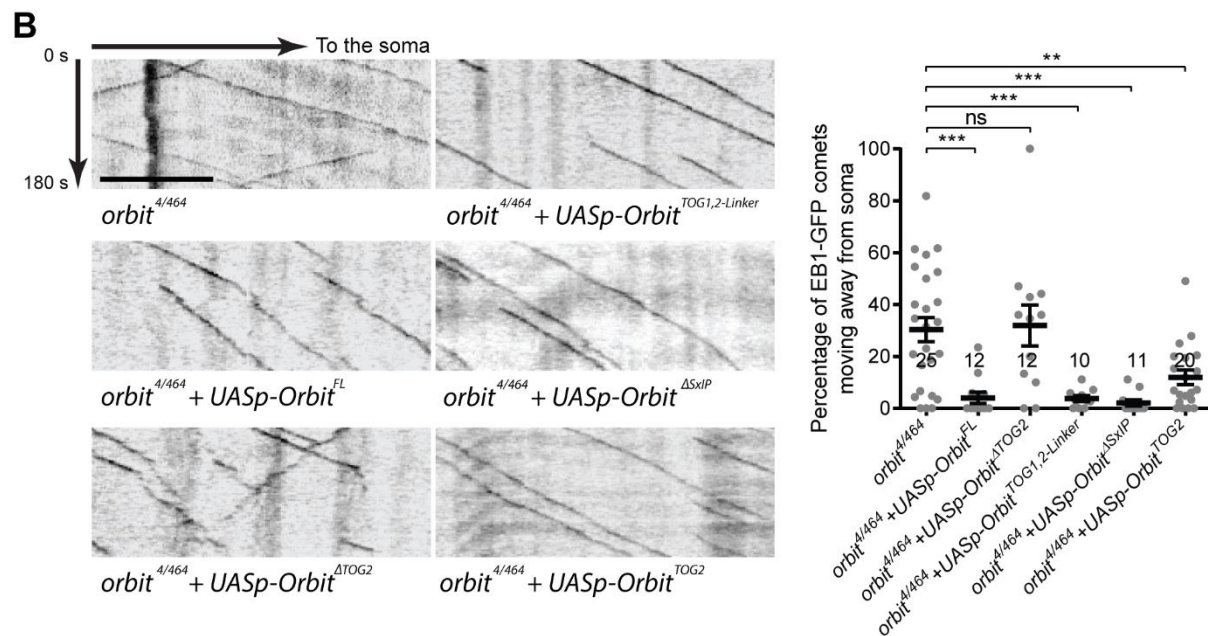 B
To the soma
0 s
180 s
orbit4/464
orbit4/464 + UASp-OrbitTOG1,2-Linker
orbit4/464 + UASp-OrbitFL
orbit4/464 + UASp-OrbitΔSxIP
orbit4/464 + UASp-OrbitΔTOG2
orbit4/464 + UASp-OrbitTOG2
Percentage of EB1-GFP comets
moving away from soma
**
***
***
ns
***
100
80
60
40
20
0
25 12 12 10 11 20
orbit4/464
orbit4/464 +UASp-OrbitFL
orbit4/464 + UASp-OrbitΔTOG2
orbit4/464 +UASp-OrbitTOG1,2-Linker
orbit4/464 + UASp-OrbitΔSxIP
orbit4/464 + UASp-OrbitTOG2